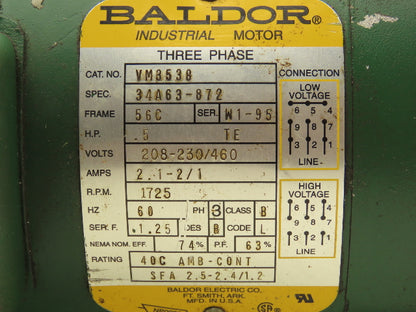 BALDOR®
INDUSTRIAL MOTOR
THREE PHASE
CAT. NO. VM3538
SPEC. 34A63-872
FRAME 56C SER. W1-95
H.P. .5 TE
VOLTS 208-230/460
AMPS 2.1-2/1
R.P.M. 1725
HZ 60 PH 3 CLASS B
SER. F. 1.25 DES B CODE L
NEMA NOM. EFF. 74% P.F. 63%
RATING 40C AMB-CONT
SFA 2.5-2.4/1.2
BALDOR ELECTRIC CO.
FT. SMITH, ARK.
MFD. IN U.S.A.
CONNECTION
LOW
VOLTAGE
6 5 4
9 8 7
3 2 1
LINE
HIGH
VOLTAGE
6 5 4
9 8 7
3 2 1
LINE